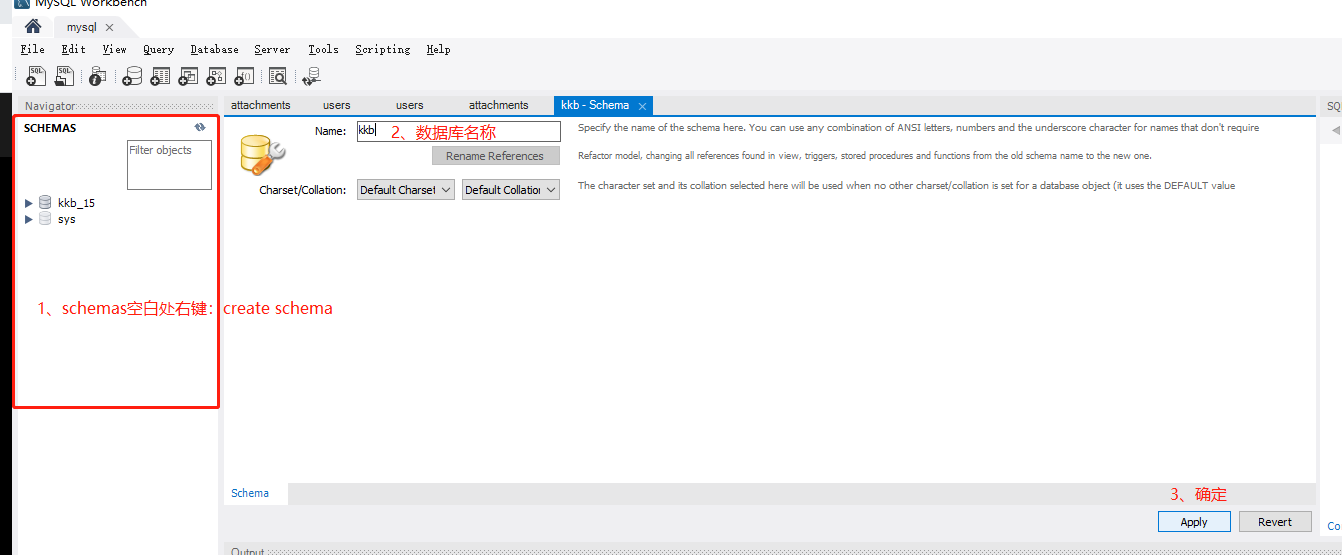 MySQL Workbench
mysql
File Edit View Query Database Server Tools Scripting Help
Navigator
attachments users users attachments kkb - Schema
SQ
SCHEMAS
Filter objects
kkb_15
sys
1、schemas空白处右键：create schema
Name: kkb 2、数据库名称
Specify the name of the schema here. You can use any combination of ANSI letters, numbers and the underscore character for names that don't require
Rename References
Refactor model, changing all references found in view, triggers, stored procedures and functions from the old schema name to the new one.
Charset/Collation: Default Charset Default Collation
The character set and its collation selected here will be used when no other charset/collation is set for a database object (it uses the DEFAULT value
Schema
3、确定
Apply Revert
Co
Output